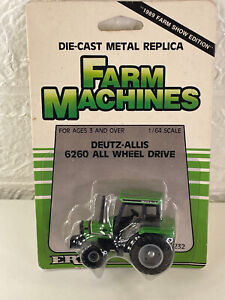 "1989 FARM SHOW EDITION"
DIE-CAST METAL REPLICA
FARM
MACHINES
FOR AGES 3 AND OVER
1/64 SCALE
DEUTZ-ALLIS
6260 ALL WHEEL DRIVE